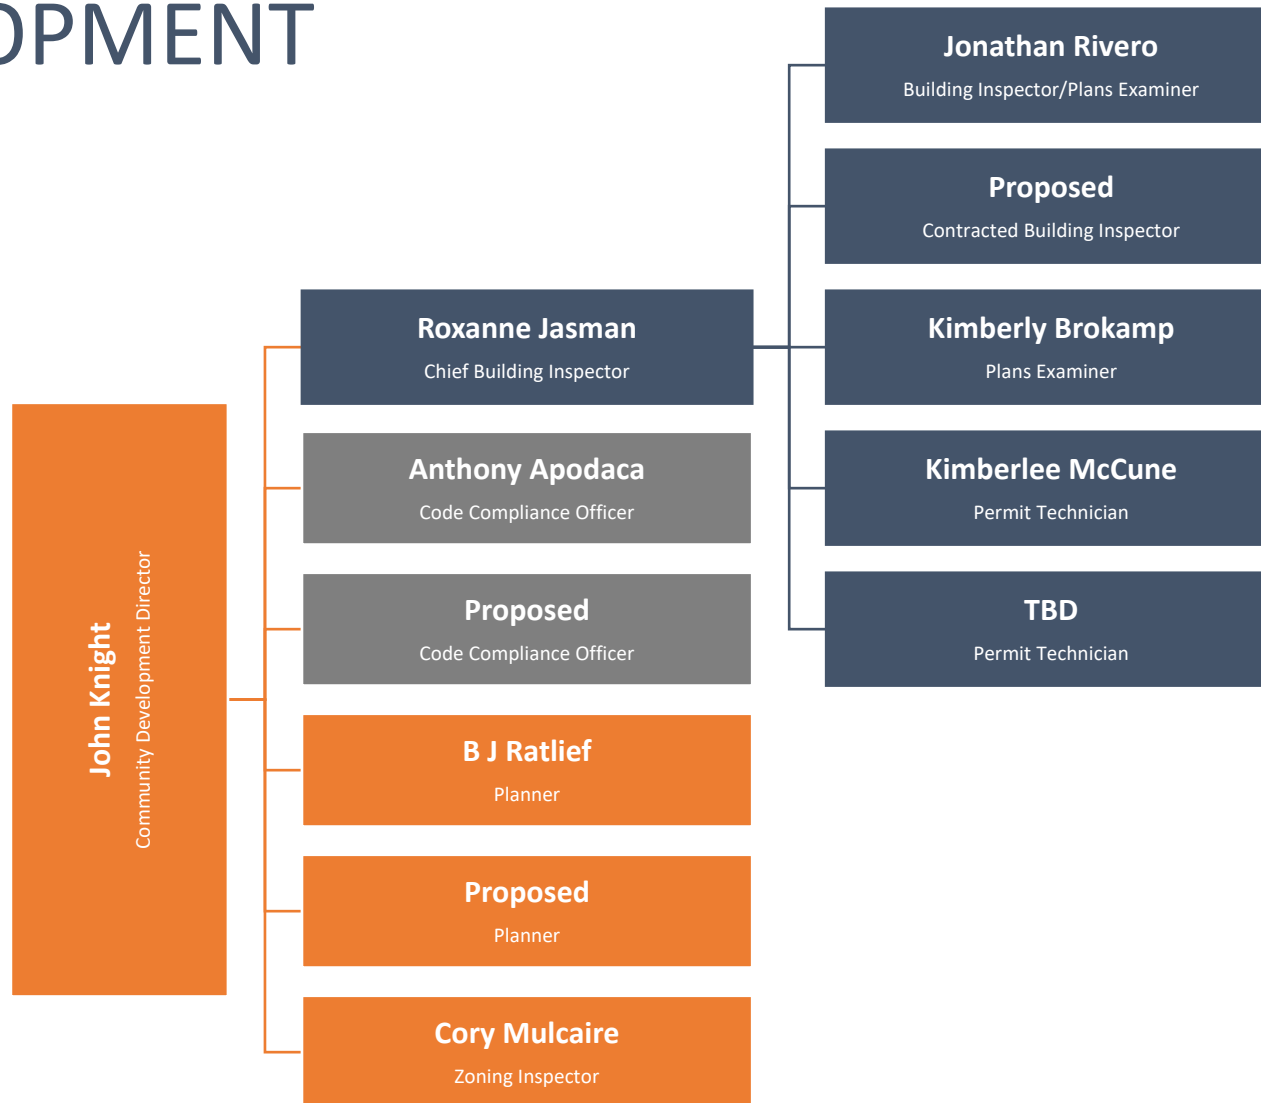 OPMENT
Jonathan Rivero
Building Inspector/Plans Examiner
Proposed
Contracted Building Inspector
Roxanne Jasman
Chief Building Inspector
Kimberly Brokamp
Plans Examiner
Anthony Apodaca
Code Compliance Officer
Kimberlee McCune
Permit Technician
Proposed
Code Compliance Officer
TBD
Permit Technician
John Knight
Community Development Director
B J Ratlief
Planner
Proposed
Planner
Cory Mulcaire
Zoning Inspector